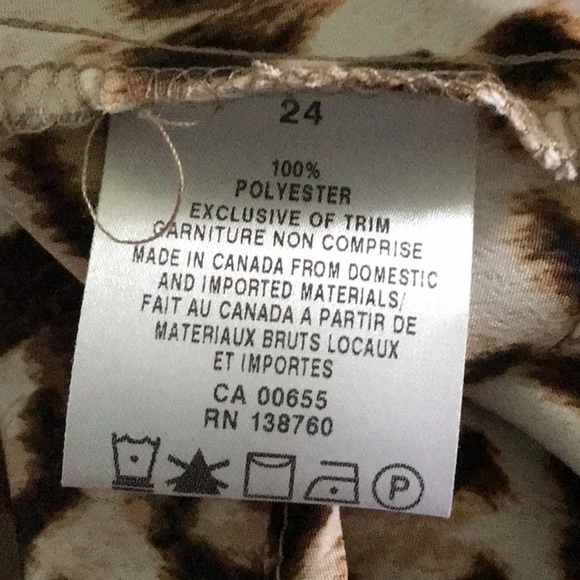 24
100%
POLYESTER
EXCLUSIVE OF TRIM
GARNITURE NON COMPRISE
MADE IN CANADA FROM DOMESTIC
AND IMPORTED MATERIALS/
FAIT AU CANADA A PARTIR DE
MATERIAUX BRUTS LOCAUX
ET IMPORTES
CA 00655
RN 138760
P